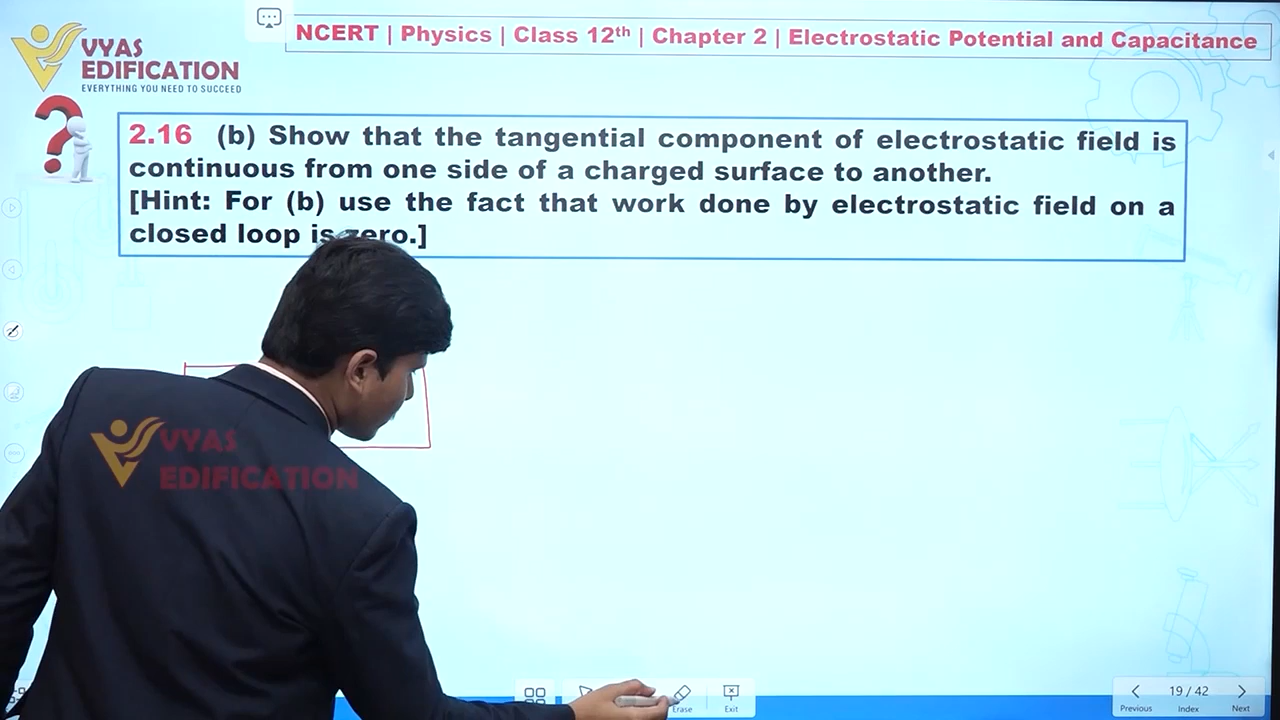 NCERT | Physics | Class 12th | Chapter 2 | Electrostatic Potential and Capacitance
VYAS
EDIFICATION
EVERYTHING YOU NEED TO SUCCEED
2.16 (b) Show that the tangential component of electrostatic field is
continuous from one side of a charged surface to another.
[Hint: For (b) use the fact that work done by electrostatic field on a
closed loop is zero.]
VYAS
EDIFICATION
Erase
Exit
19 / 42
Previous
Index
Next